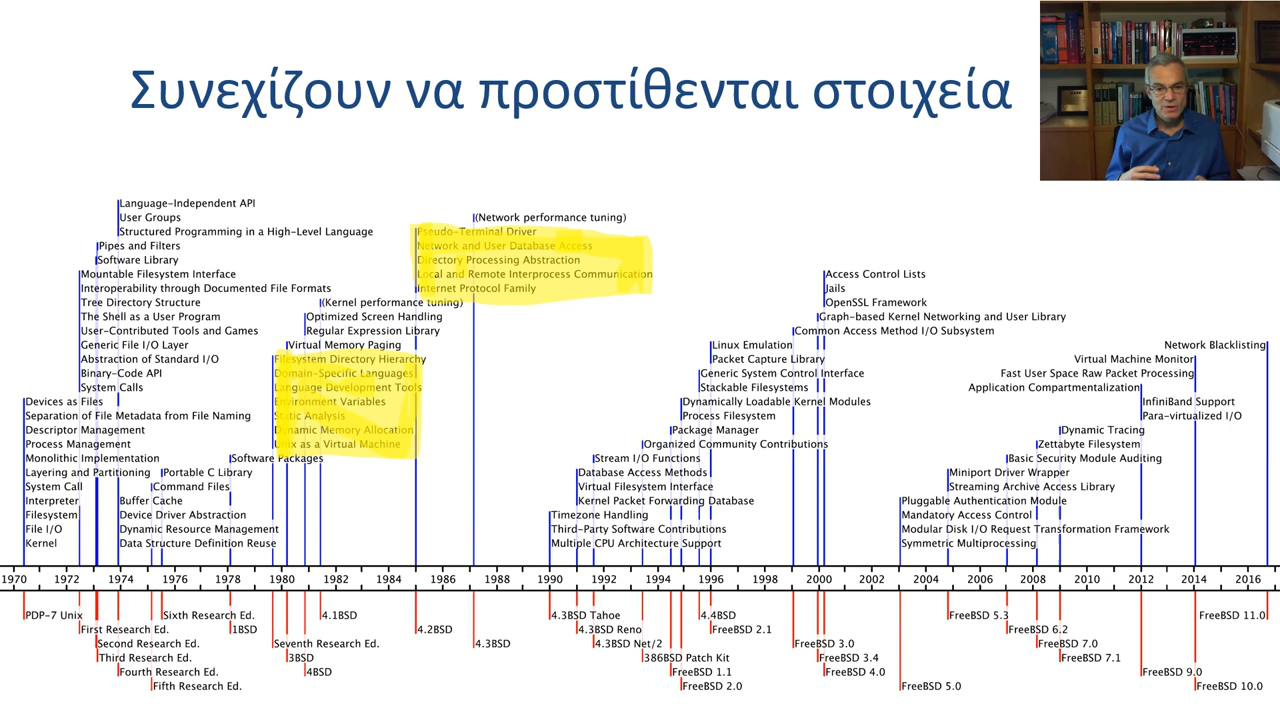 Συνεχίζουν να προστίθενται στοιχεία
Language-Independent API
User Groups
Structured Programming in a High-Level Language
Pipes and Filters
Software Library
Mountable Filesystem Interface
Interoperability through Documented File Formats
Tree Directory Structure
The Shell as a User Program
User-Contributed Tools and Games
Generic File I/O Layer
Abstraction of Standard I/O
Binary-Code API
System Calls
Devices as Files
Separation of File Metadata from File Naming
Descriptor Management
Process Management
Monolithic Implementation
Layering and Partitioning
System Call
Interpreter
Filesystem
File I/O
Kernel
Portable C Library
Command Files
Buffer Cache
Device Driver Abstraction
Dynamic Resource Management
Data Structure Definition Reuse
Software Packages
(Kernel performance tuning)
Optimized Screen Handling
Regular Expression Library
Virtual Memory Paging
Filesystem Directory Hierarchy
Domain-Specific Languages
Language Development Tools
Environment Variables
Static Analysis
Dynamic Memory Allocation
Unix as a Virtual Machine
(Network performance tuning)
Pseudo-Terminal Driver
Network and User Database Access
Directory Processing Abstraction
Local and Remote Interprocess Communication
Internet Protocol Family
Access Control Lists
Jails
OpenSSL Framework
Graph-based Kernel Networking and User Library
Common Access Method I/O Subsystem
Linux Emulation
Packet Capture Library
Generic System Control Interface
Stackable Filesystems
Dynamically Loadable Kernel Modules
Process Filesystem
Package Manager
Organized Community Contributions
Stream I/O Functions
Database Access Methods
Virtual Filesystem Interface
Kernel Packet Forwarding Database
Timezone Handling
Third-Party Software Contributions
Multiple CPU Architecture Support
Network Blacklisting
Virtual Machine Monitor
Fast User Space Raw Packet Processing
Application Compartmentalization
InfiniBand Support
Para-virtualized I/O
Dynamic Tracing
Zettabyte Filesystem
Basic Security Module Auditing
Miniport Driver Wrapper
Streaming Archive Access Library
Pluggable Authentication Module
Mandatory Access Control
Modular Disk I/O Request Transformation Framework
Symmetric Multiprocessing
1970 1972 1974 1976 1978 1980 1982 1984 1986 1988 1990 1992 1994 1996 1998 2000 2002 2004 2006 2008 2010 2012 2014 2016
PDP-7 Unix Sixth Research Ed. 4.1BSD 4.3BSD Tahoe 4.4BSD FreeBSD 5.3 FreeBSD 11.0
First Research Ed. 1BSD 4.2BSD 4.3BSD Reno FreeBSD 2.1 FreeBSD 6.2
Second Research Ed. Seventh Research Ed. 4.3BSD 4.3BSD Net/2 FreeBSD 3.0 FreeBSD 7.0
Third Research Ed. 3BSD 386BSD Patch Kit FreeBSD 3.4 FreeBSD 7.1
Fourth Research Ed. 4BSD FreeBSD 1.1 FreeBSD 4.0 FreeBSD 9.0
Fifth Research Ed. FreeBSD 2.0 FreeBSD 5.0 FreeBSD 10.0